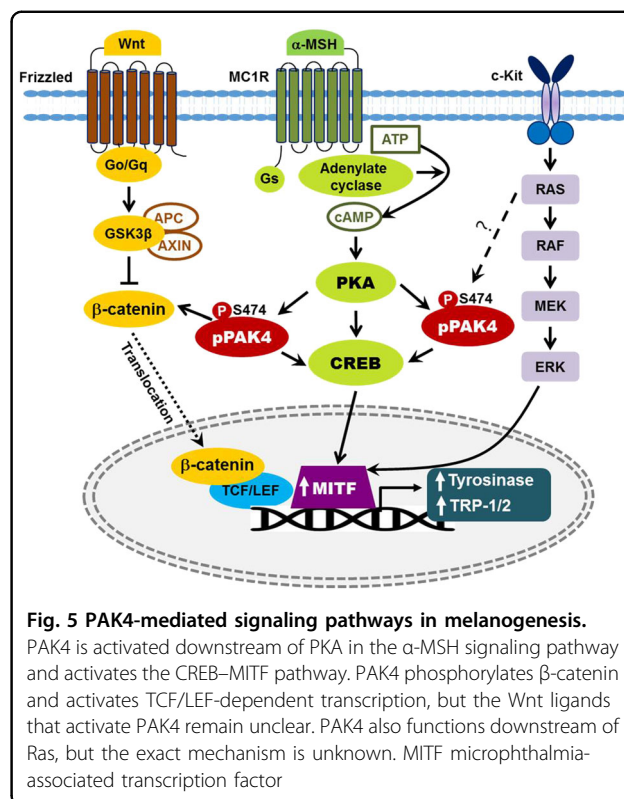 Wnt
α-MSH
Frizzled
MC1R
c-Kit
ATP
Go/Gq
Gs
Adenylate
cyclase
RAS
APC
GSK3β
AXIN
cAMP
?
RAF
PKA
P S474
P S474
MEK
β-catenin
pPAK4
pPAK4
CREB
ERK
Translocation
β-catenin
TCF/LEF
MITF
Tyrosinase
TRP-1/2
Fig. 5 PAK4-mediated signaling pathways in melanogenesis.
PAK4 is activated downstream of PKA in the α-MSH signaling pathway
and activates the CREB–MITF pathway. PAK4 phosphorylates β-catenin
and activates TCF/LEF-dependent transcription, but the Wnt ligands
that activate PAK4 remain unclear. PAK4 also functions downstream of
Ras, but the exact mechanism is unknown. MITF microphthalmia-
associated transcription factor